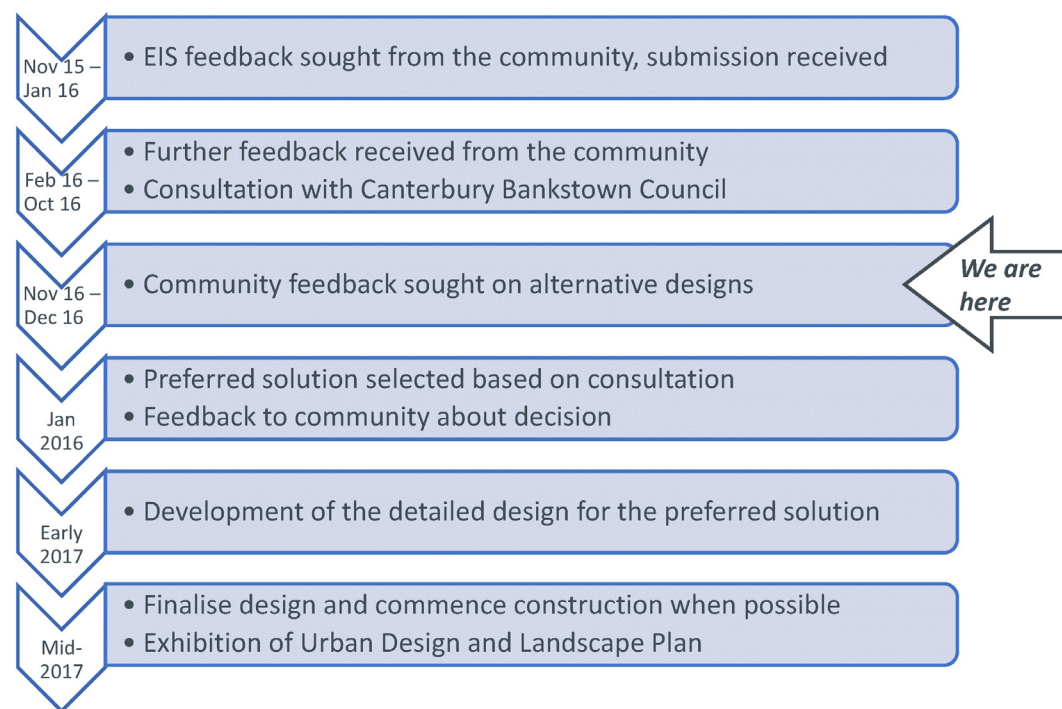 Nov 15 –
Jan 16
• EIS feedback sought from the community, submission received
Feb 16 –
Oct 16
• Further feedback received from the community
• Consultation with Canterbury Bankstown Council
Nov 16 –
Dec 16
• Community feedback sought on alternative designs
We are
here
Jan
2016
• Preferred solution selected based on consultation
• Feedback to community about decision
Early
2017
• Development of the detailed design for the preferred solution
Mid-
2017
• Finalise design and commence construction when possible
• Exhibition of Urban Design and Landscape Plan